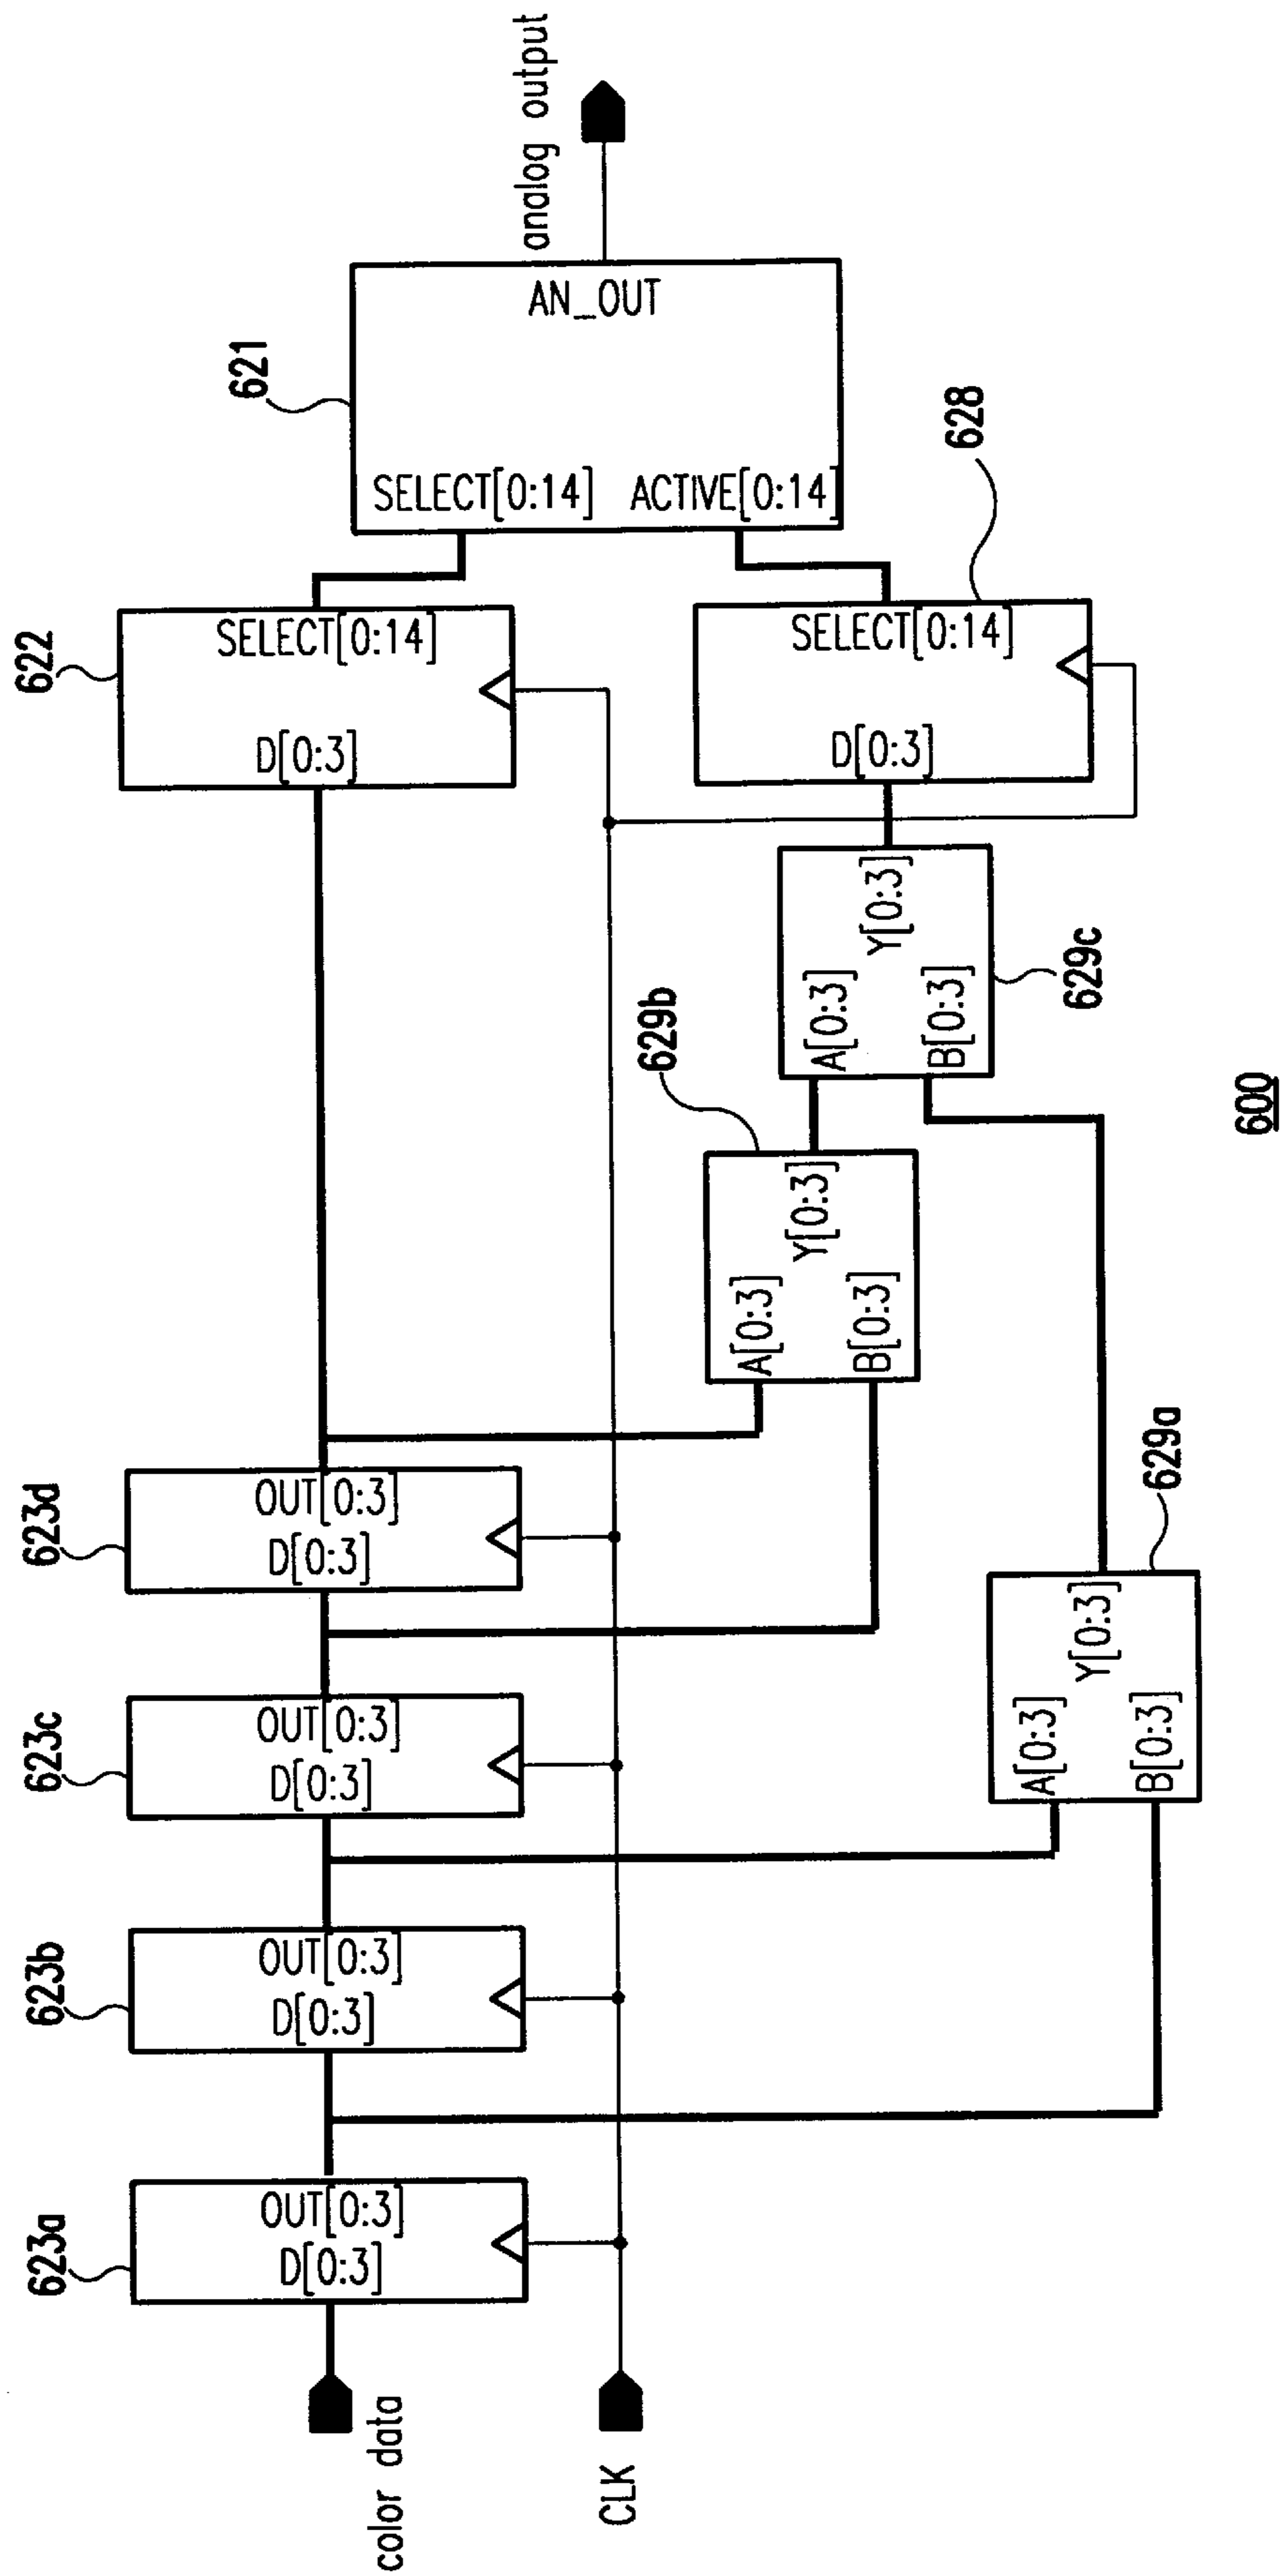 623a
623b
623c
623d
622
621
color data
D[0:3]
OUT[0:3]
D[0:3]
OUT[0:3]
D[0:3]
OUT[0:3]
D[0:3]
OUT[0:3]
D[0:3]
SELECT[0:14]
SELECT[0:14]
ACTIVE[0:14]
AN_OUT
analog output
CLK
629b
A[0:3]
B[0:3]
Y[0:3]
A[0:3]
B[0:3]
Y[0:3]
629c
D[0:3]
SELECT[0:14]
628
A[0:3]
B[0:3]
Y[0:3]
629a
600